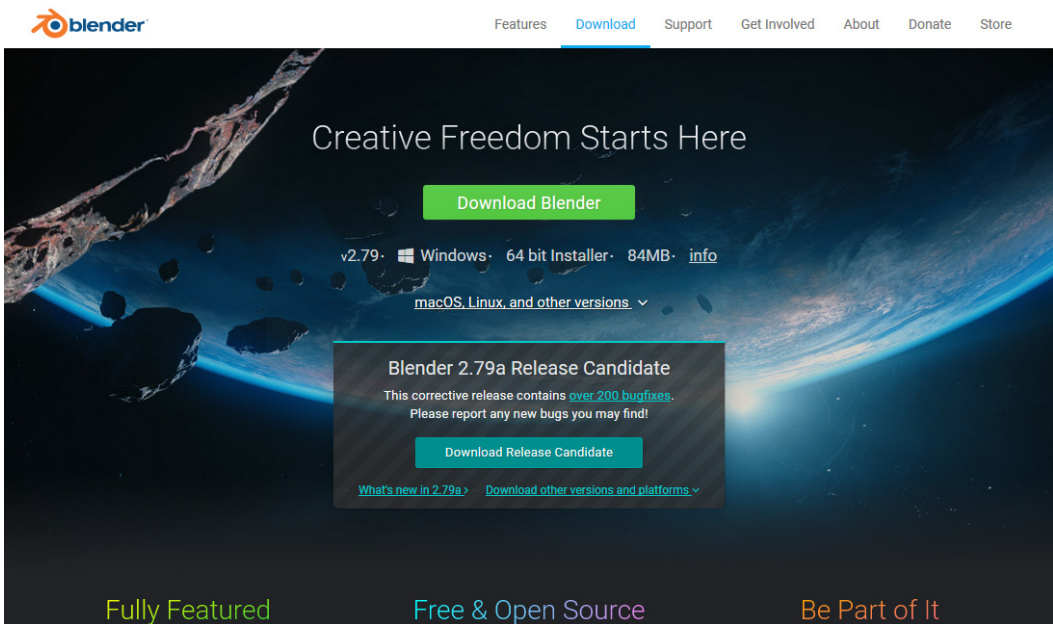 blender
Features Download Support Get Involved About Donate Store
Creative Freedom Starts Here
Download Blender
v2.79· Windows· 64 bit Installer· 84MB· info
macOS, Linux, and other versions
Blender 2.79a Release Candidate
This corrective release contains over 200 bugfixes.
Please report any new bugs you may find!
Download Release Candidate
What's new in 2.79a › Download other versions and platforms
Fully Featured Free & Open Source Be Part of It